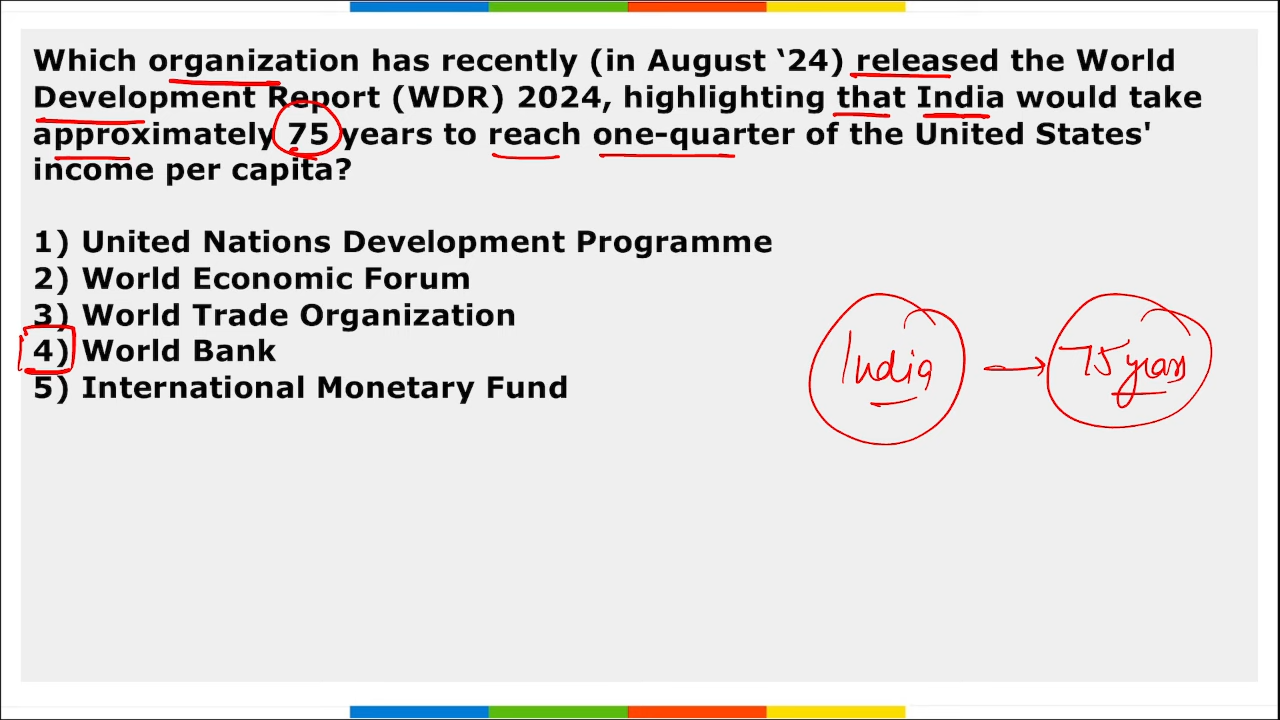 Which organization has recently (in August ‘24) released the World
Development Report (WDR) 2024, highlighting that India would take
approximately 75 years to reach one-quarter of the United States'
income per capita?
1) United Nations Development Programme
2) World Economic Forum
3) World Trade Organization
4) World Bank
5) International Monetary Fund
India → 75 years